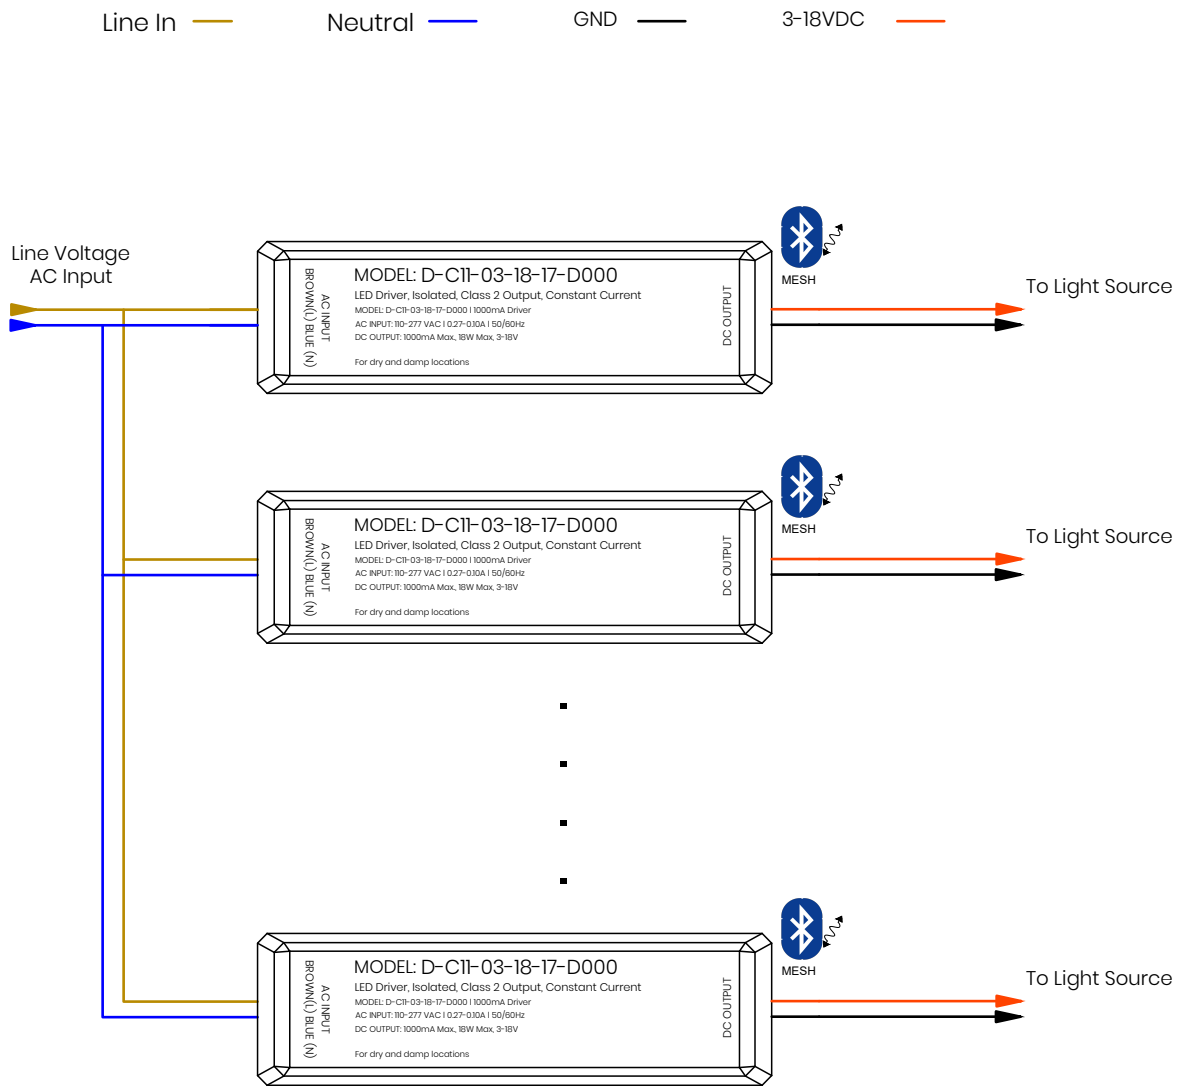 Line In
Neutral
GND
3-18VDC
Line Voltage
AC Input
AC INPUT
BROWN(L) BLUE (N)
MODEL: D-C11-03-18-17-D000
LED Driver, Isolated, Class 2 Output, Constant Current
MODEL: D-C11-03-18-17-D000 | 1000mA Driver
AC INPUT: 110-277 VAC | 0.27-0.10A | 50/60Hz
DC OUTPUT: 1000mA Max., 18W Max, 3-18V
For dry and damp locations
DC OUTPUT
MESH
To Light Source
AC INPUT
BROWN(L) BLUE (N)
MODEL: D-C11-03-18-17-D000
LED Driver, Isolated, Class 2 Output, Constant Current
MODEL: D-C11-03-18-17-D000 | 1000mA Driver
AC INPUT: 110-277 VAC | 0.27-0.10A | 50/60Hz
DC OUTPUT: 1000mA Max., 18W Max, 3-18V
For dry and damp locations
DC OUTPUT
MESH
To Light Source
AC INPUT
BROWN(L) BLUE (N)
MODEL: D-C11-03-18-17-D000
LED Driver, Isolated, Class 2 Output, Constant Current
MODEL: D-C11-03-18-17-D000 | 1000mA Driver
AC INPUT: 110-277 VAC | 0.27-0.10A | 50/60Hz
DC OUTPUT: 1000mA Max., 18W Max, 3-18V
For dry and damp locations
DC OUTPUT
MESH
To Light Source